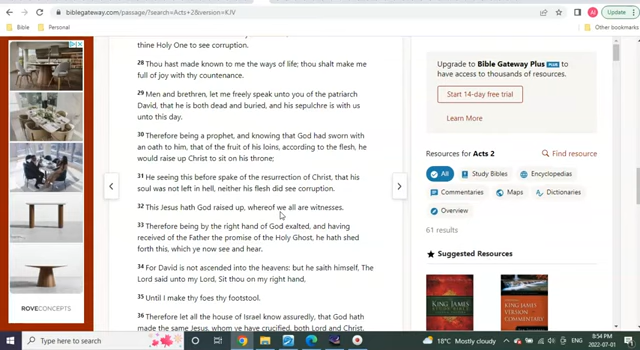 biblegateway.com/passage/?search=Acts+2&version=KJV
Update
Bible
Personal
Other bookmarks
thine Holy One to see corruption.
28 Thou hast made known to me the ways of life; thou shalt make me
full of joy with thy countenance.
29 Men and brethren, let me freely speak unto you of the patriarch
David, that he is both dead and buried, and his sepulchre is with us
unto this day.
30 Therefore being a prophet, and knowing that God had sworn with
an oath to him, that of the fruit of his loins, according to the flesh, he
would raise up Christ to sit on his throne;
31 He seeing this before spake of the resurrection of Christ, that his
soul was not left in hell, neither his flesh did see corruption.
32 This Jesus hath God raised up, whereof we all are witnesses.
33 Therefore being by the right hand of God exalted, and having
received of the Father the promise of the Holy Ghost, he hath shed
forth this, which ye now see and hear.
34 For David is not ascended into the heavens: but he saith himself, The
Lord said unto my Lord, Sit thou on my right hand,
35 Until I make thy foes thy footstool.
36 Therefore let all the house of Israel know assuredly, that God hath
made the same Jesus, whom ye have crucified, both Lord and Christ.
ROVECONCEPTS
Upgrade to Bible Gateway Plus PLUS to
have access to thousands of resources.
Start 14-day free trial
Learn More
Resources for Acts 2
Find resource
All
Study Bibles
Encyclopedias
Commentaries
Maps
Dictionaries
Overview
61 results
Suggested Resources
KING JAMES
KING JAMES
VERSION
COMMENTARY
Type here to search
18°C Mostly cloudy
ENG
8:54 PM
2022-07-01